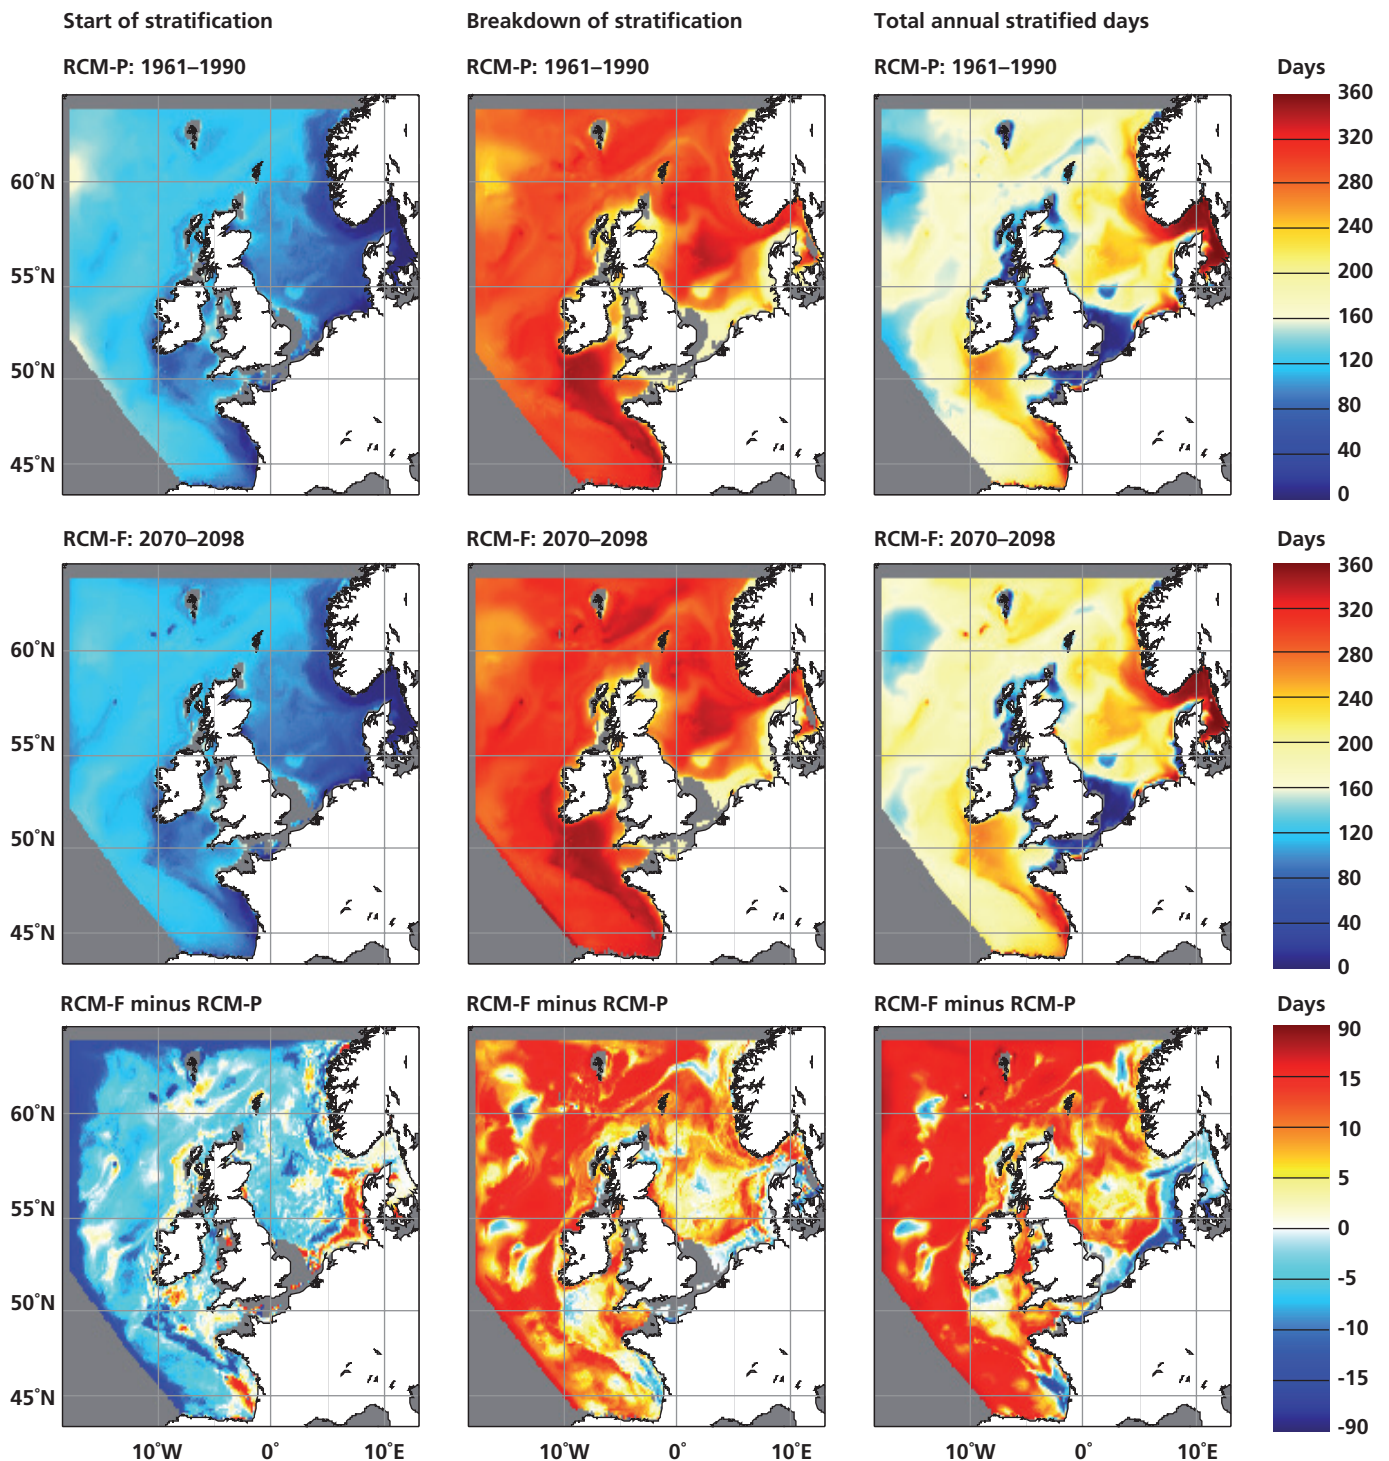 Start of stratification
Breakdown of stratification
Total annual stratified days
RCM-P: 1961–1990
RCM-P: 1961–1990
RCM-P: 1961–1990
Days
360
320
280
240
200
160
120
80
40
0
60°N
55°N
50°N
45°N
RCM-F: 2070–2098
RCM-F: 2070–2098
RCM-F: 2070–2098
Days
360
320
280
240
200
160
120
80
40
0
60°N
55°N
50°N
45°N
RCM-F minus RCM-P
RCM-F minus RCM-P
RCM-F minus RCM-P
Days
90
15
10
5
0
-5
-10
-15
-90
60°N
55°N
50°N
45°N
10°W
0°
10°E
10°W
0°
10°E
10°W
0°
10°E